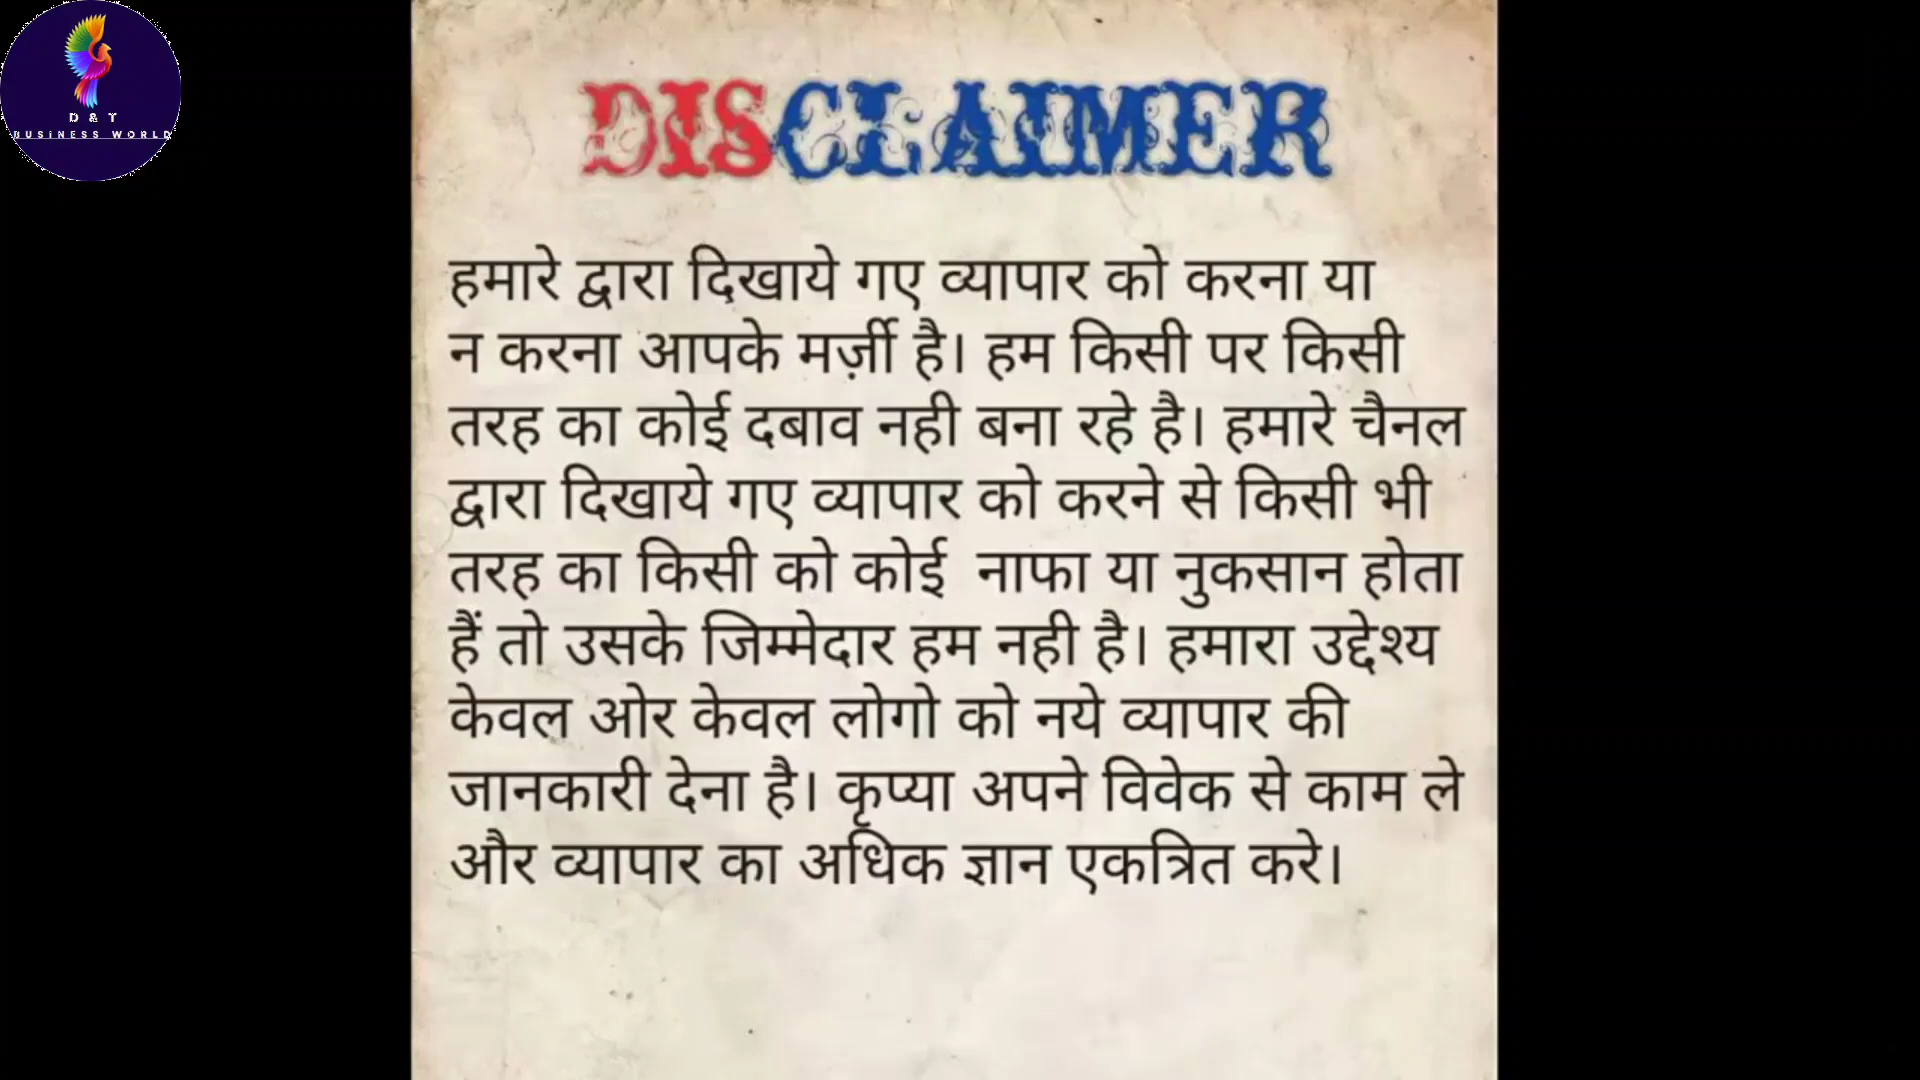 D & T
BUSINESS WORLD
DISCLAIMER
हमारे द्वारा दिखाये गए व्यापार को करना या
न करना आपके मर्ज़ी है। हम किसी पर किसी
तरह का कोई दबाव नही बना रहे है। हमारे चैनल
द्वारा दिखाये गए व्यापार को करने से किसी भी
तरह का किसी को कोई नाफा या नुकसान होता
हैं तो उसके जिम्मेदार हम नही है। हमारा उद्देश्य
केवल ओर केवल लोगो को नये व्यापार की
जानकारी देना है। कृप्या अपने विवेक से काम ले
और व्यापार का अधिक ज्ञान एकत्रित करे।